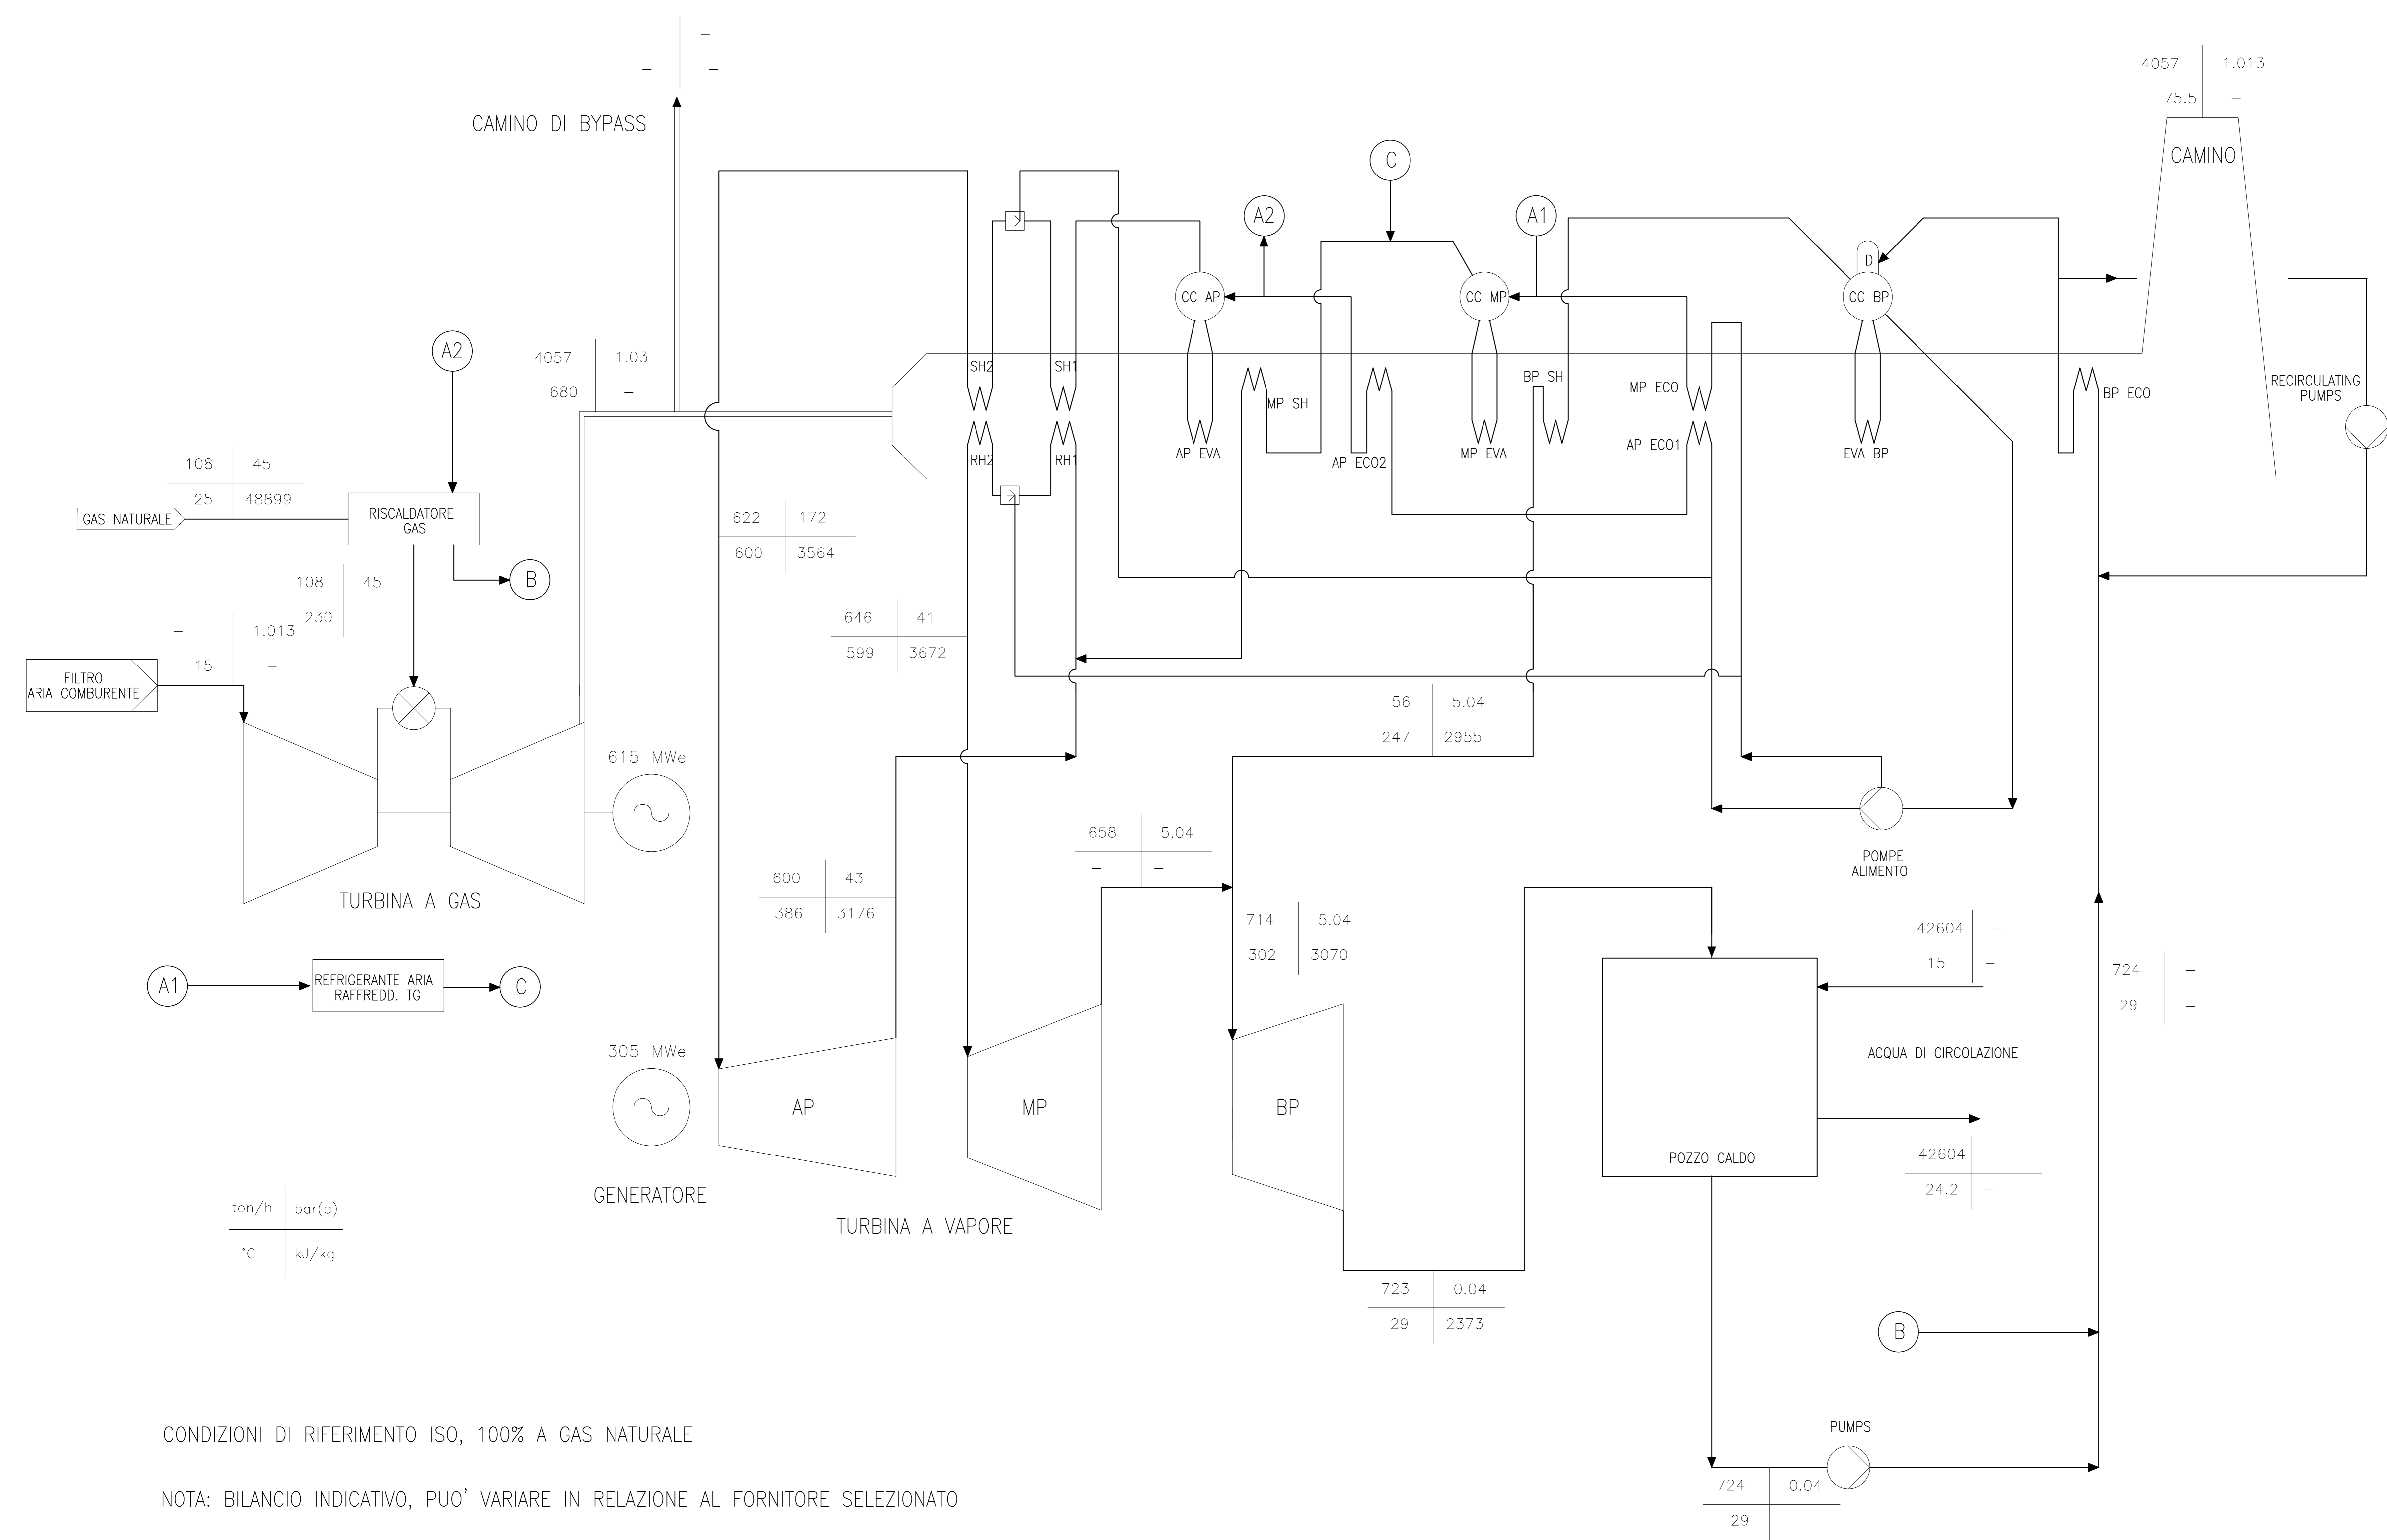 - -
- -
CAMINO DI BYPASS
4057 1.013
75.5 -
CAMINO
C
A2
A1
D
CC AP
CC MP
CC BP
A2
4057 1.03
680 -
SH2
SH1
MP SH
BP SH
MP ECO
BP ECO
RECIRCULATING
PUMPS
RH2
RH1
AP EVA
AP ECO2
MP EVA
AP ECO1
EVA BP
108 45
25 48899
GAS NATURALE
RISCALDATORE
GAS
B
622 172
600 3564
108 45
230
- 1.013
15 -
FILTRO
ARIA COMBURENTE
646 41
599 3672
56 5.04
247 2955
615 MWe
TURBINA A GAS
658 5.04
- -
POMPE
ALIMENTO
600 43
386 3176
714 5.04
302 3070
42604 -
15 -
724 -
29 -
A1
REFRIGERANTE ARIA
RAFFREDD. TG
C
ACQUA DI CIRCOLAZIONE
305 MWe
AP
MP
BP
POZZO CALDO
42604 -
24.2 -
GENERATORE
TURBINA A VAPORE
ton/h bar(a)
°C kJ/kg
723 0.04
29 2373
B
PUMPS
724 0.04
29 -
CONDIZIONI DI RIFERIMENTO ISO, 100% A GAS NATURALE
NOTA: BILANCIO INDICATIVO, PUO' VARIARE IN RELAZIONE AL FORNITORE SELEZIONATO